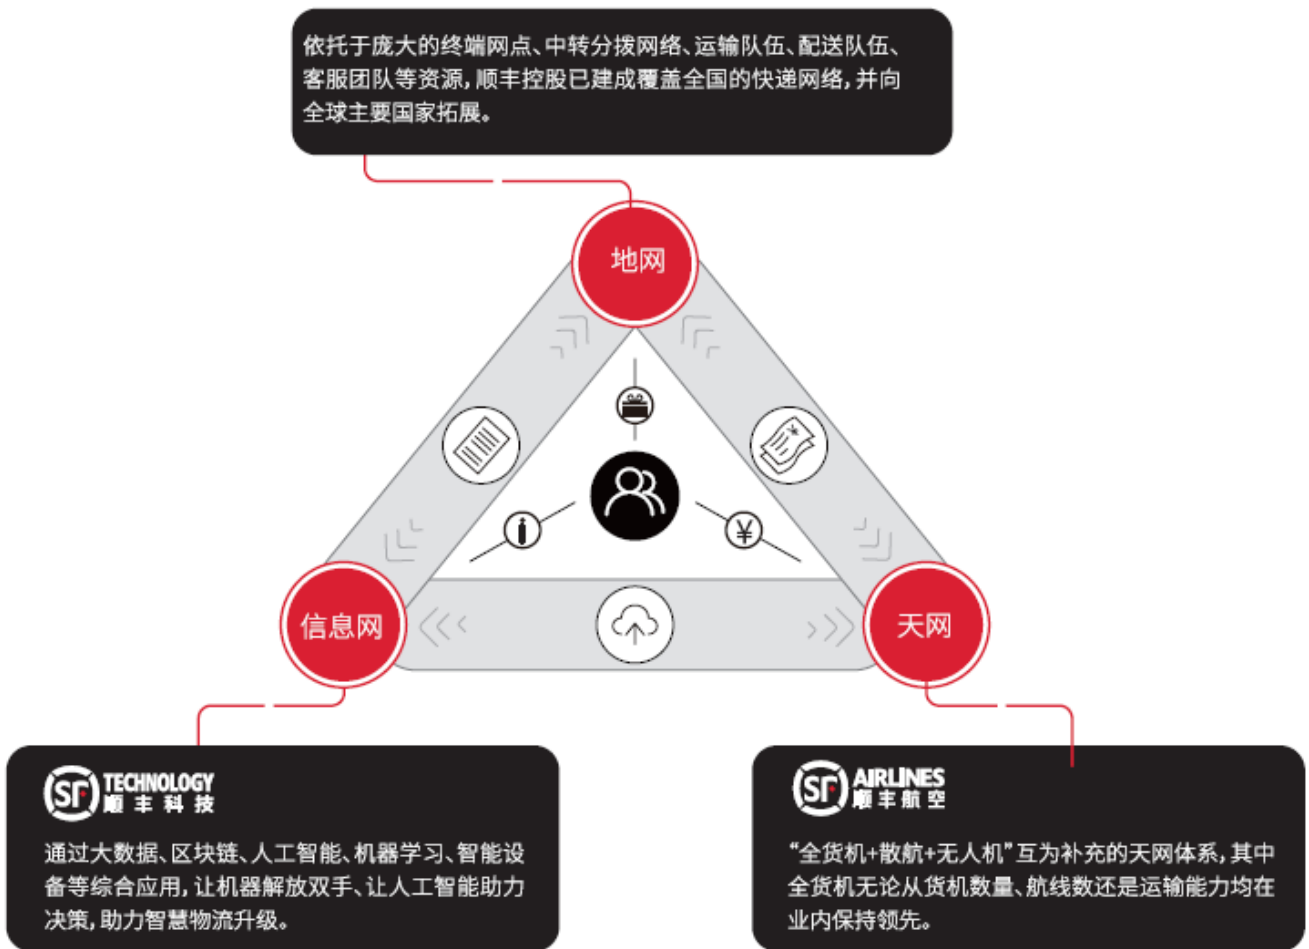 依托于庞大的终端网点、中转分拨网络、运输队伍、配送队伍、
客服团队等资源,顺丰控股已建成覆盖全国的快递网络,并向
全球主要国家拓展。
地网
¥
信息网
天网
SF TECHNOLOGY
顺丰科技
通过大数据、区块链、人工智能、机器学习、智能设
备等综合应用,让机器解放双手、让人工智能助力
决策,助力智慧物流升级。
SF AIRLINES
顺丰航空
“全货机+散航+无人机”互为补充的天网体系,其中
全货机无论从货机数量、航线数还是运输能力均在
业内保持领先。